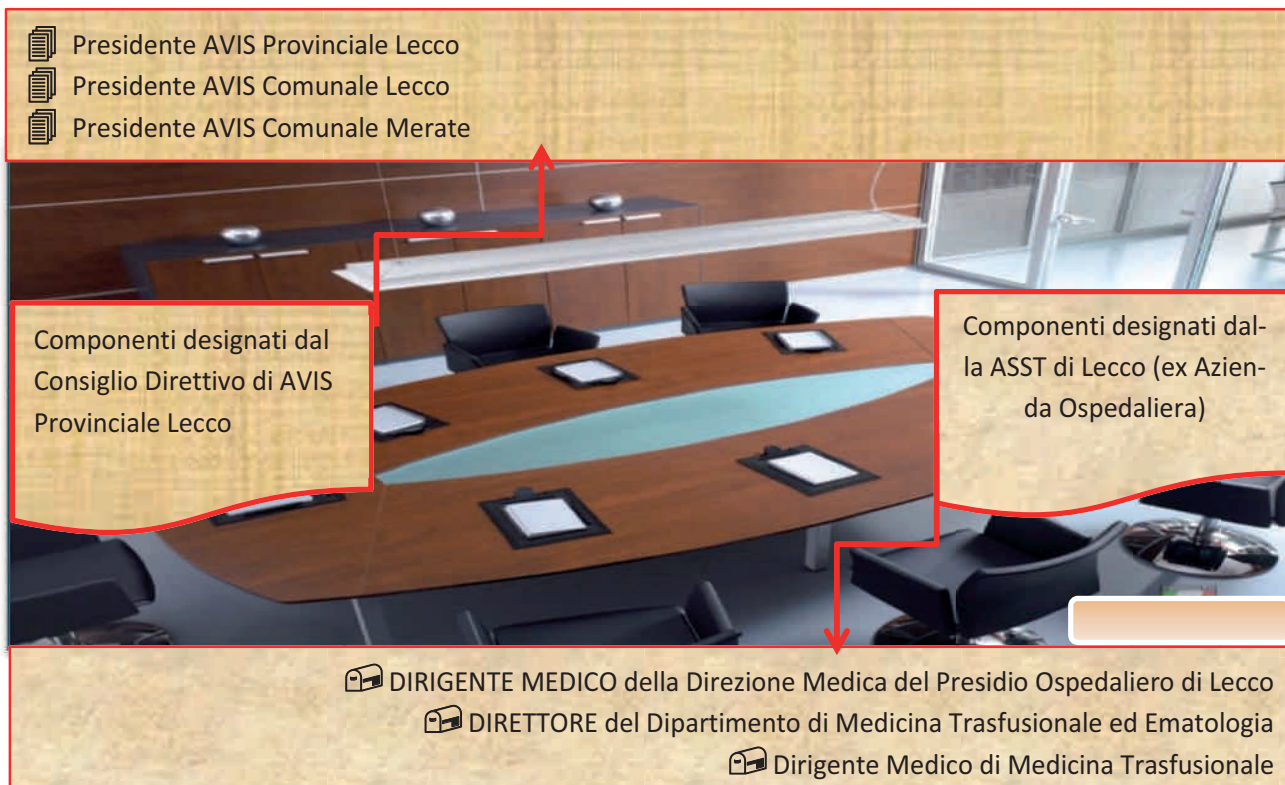 Presidente AVIS Provinciale Lecco
Presidente AVIS Comunale Lecco
Presidente AVIS Comunale Merate
Componenti designati dal
Consiglio Direttivo di AVIS
Provinciale Lecco
Componenti designati dal-
la ASST di Lecco (ex Azien-
da Ospedaliera)
DIRIGENTE MEDICO della Direzione Medica del Presidio Ospedaliero di Lecco
DIRETTORE del Dipartimento di Medicina Trasfusionale ed Ematologia
Dirigente Medico di Medicina Trasfusionale